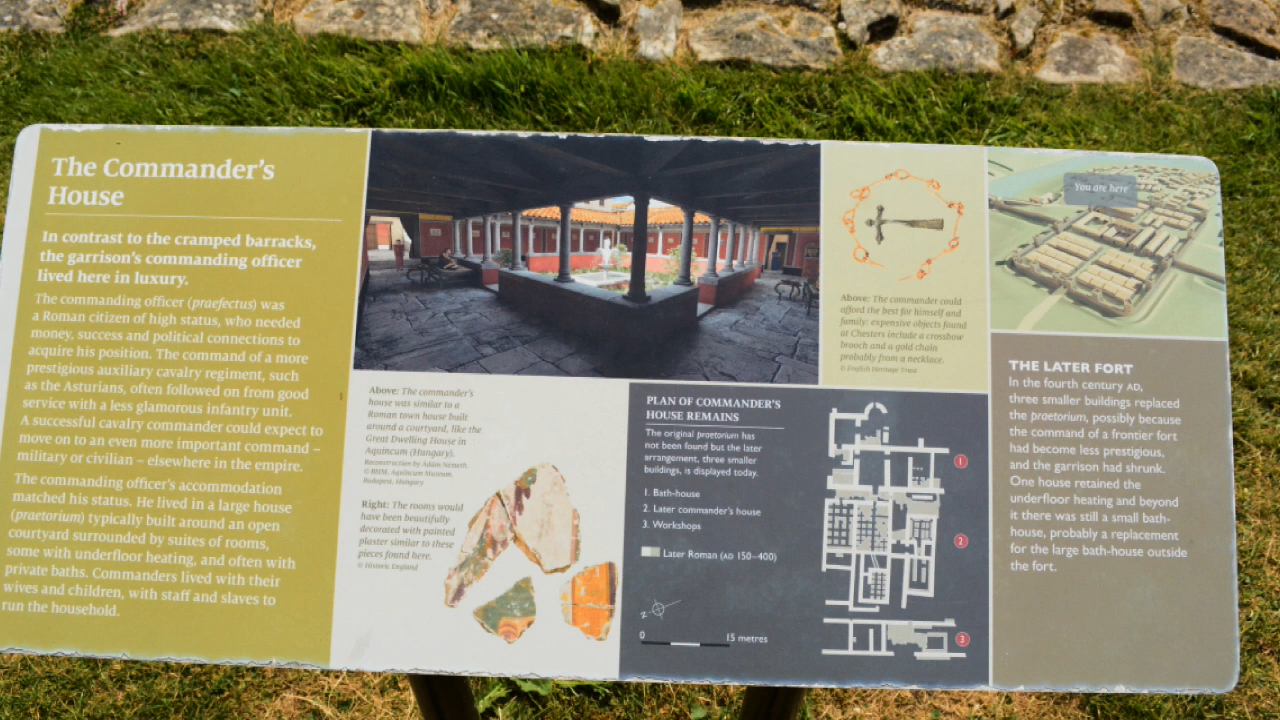 The Commander's
House
In contrast to the cramped barracks,
the garrison's commanding officer
lived here in luxury.
The commanding officer (praefectus) was
a Roman citizen of high status, who needed
money, success and political connections to
acquire his position. The command of a more
prestigious auxiliary cavalry regiment, such
as the Asturians, often followed on from good
service with a less glamorous infantry unit.
A successful cavalry commander could expect to
move on to an even more important command –
military or civilian – elsewhere in the empire.
The commanding officer's accommodation
matched his status. He lived in a large house
(praetorium) typically built around an open
courtyard surrounded by suites of rooms,
some with underfloor heating, and often with
private baths. Commanders lived with their
wives and children, with staff and slaves to
run the household.
Above: The commander's
house was similar to a
Roman town house built
around a courtyard, like the
Great Dwelling House in
Aquincum (Hungary).
Reconstruction by Ádám Németh.
© BHM, Aquincum Museum,
Budapest, Hungary
Right: The rooms would
have been beautifully
decorated with painted
plaster similar to these
pieces found here.
© Historic England
PLAN OF COMMANDER'S
HOUSE REMAINS
The original praetorium has
not been found but the later
arrangement, three smaller
buildings, is displayed today.
1. Bath-house
2. Later commander's house
3. Workshops
Later Roman (AD 150–400)
N
0 15 metres
1
2
3
Above: The commander could
afford the best for himself and
family: expensive objects found
at Chesters include a crossbow
brooch and a gold chain
probably from a necklace.
© English Heritage Trust
You are here
THE LATER FORT
In the fourth century AD,
three smaller buildings replaced
the praetorium, possibly because
the command of a frontier fort
had become less prestigious,
and the garrison had shrunk.
One house retained the
underfloor heating and beyond
it there was still a small bath-
house, probably a replacement
for the large bath-house outside
the fort.